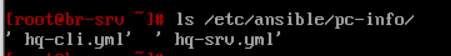 [root@br-srv ~]# ls /etc/ansible/pc-info/
' hq-cli.yml'  ' hq-srv.yml'